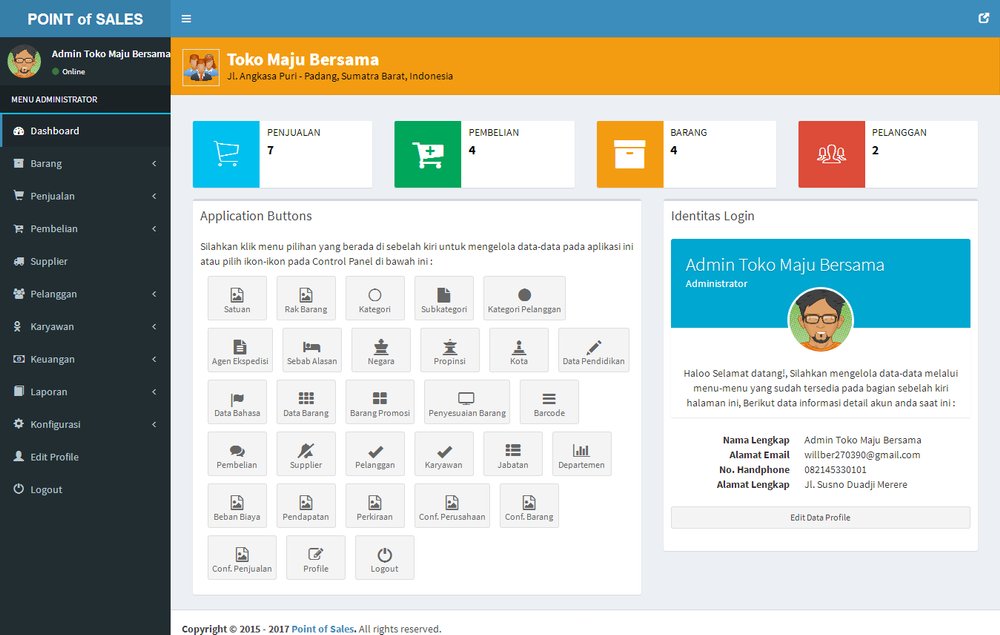 POINT of SALES
Admin Toko Maju Bersama
Online
MENU ADMINISTRATOR
Dashboard
Barang
Penjualan
Pembelian
Supplier
Pelanggan
Karyawan
Keuangan
Laporan
Konfigurasi
Edit Profile
Logout
Toko Maju Bersama
Jl. Angkasa Puri - Padang, Sumatra Barat, Indonesia
PENJUALAN
7
PEMBELIAN
4
BARANG
4
PELANGGAN
2
Application Buttons
Silahkan klik menu pilihan yang berada di sebelah kiri untuk mengelola data-data pada aplikasi ini
atau pilih ikon-ikon pada Control Panel di bawah ini :
Satuan Rak Barang Kategori Subkategori Kategori Pelanggan
Agen Ekspedisi Sebab Alasan Negara Propinsi Kota Data Pendidikan
Data Bahasa Data Barang Barang Promosi Penyesuaian Barang Barcode
Pembelian Supplier Pelanggan Karyawan Jabatan Departemen
Beban Biaya Pendapatan Perkiraan Conf. Perusahaan Conf. Barang
Conf. Penjualan Profile Logout
Identitas Login
Admin Toko Maju Bersama
Administrator
Haloo Selamat datang!, Silahkan mengelola data-data melalui
menu-menu yang sudah tersedia pada bagian sebelah kiri
halaman ini, Berikut data informasi detail akun anda saat ini :
Nama Lengkap Admin Toko Maju Bersama
Alamat Email willber270390@gmail.com
No. Handphone 082145330101
Alamat Lengkap Jl. Susno Duadji Merere
Edit Data Profile
Copyright © 2015 - 2017 Point of Sales. All rights reserved.